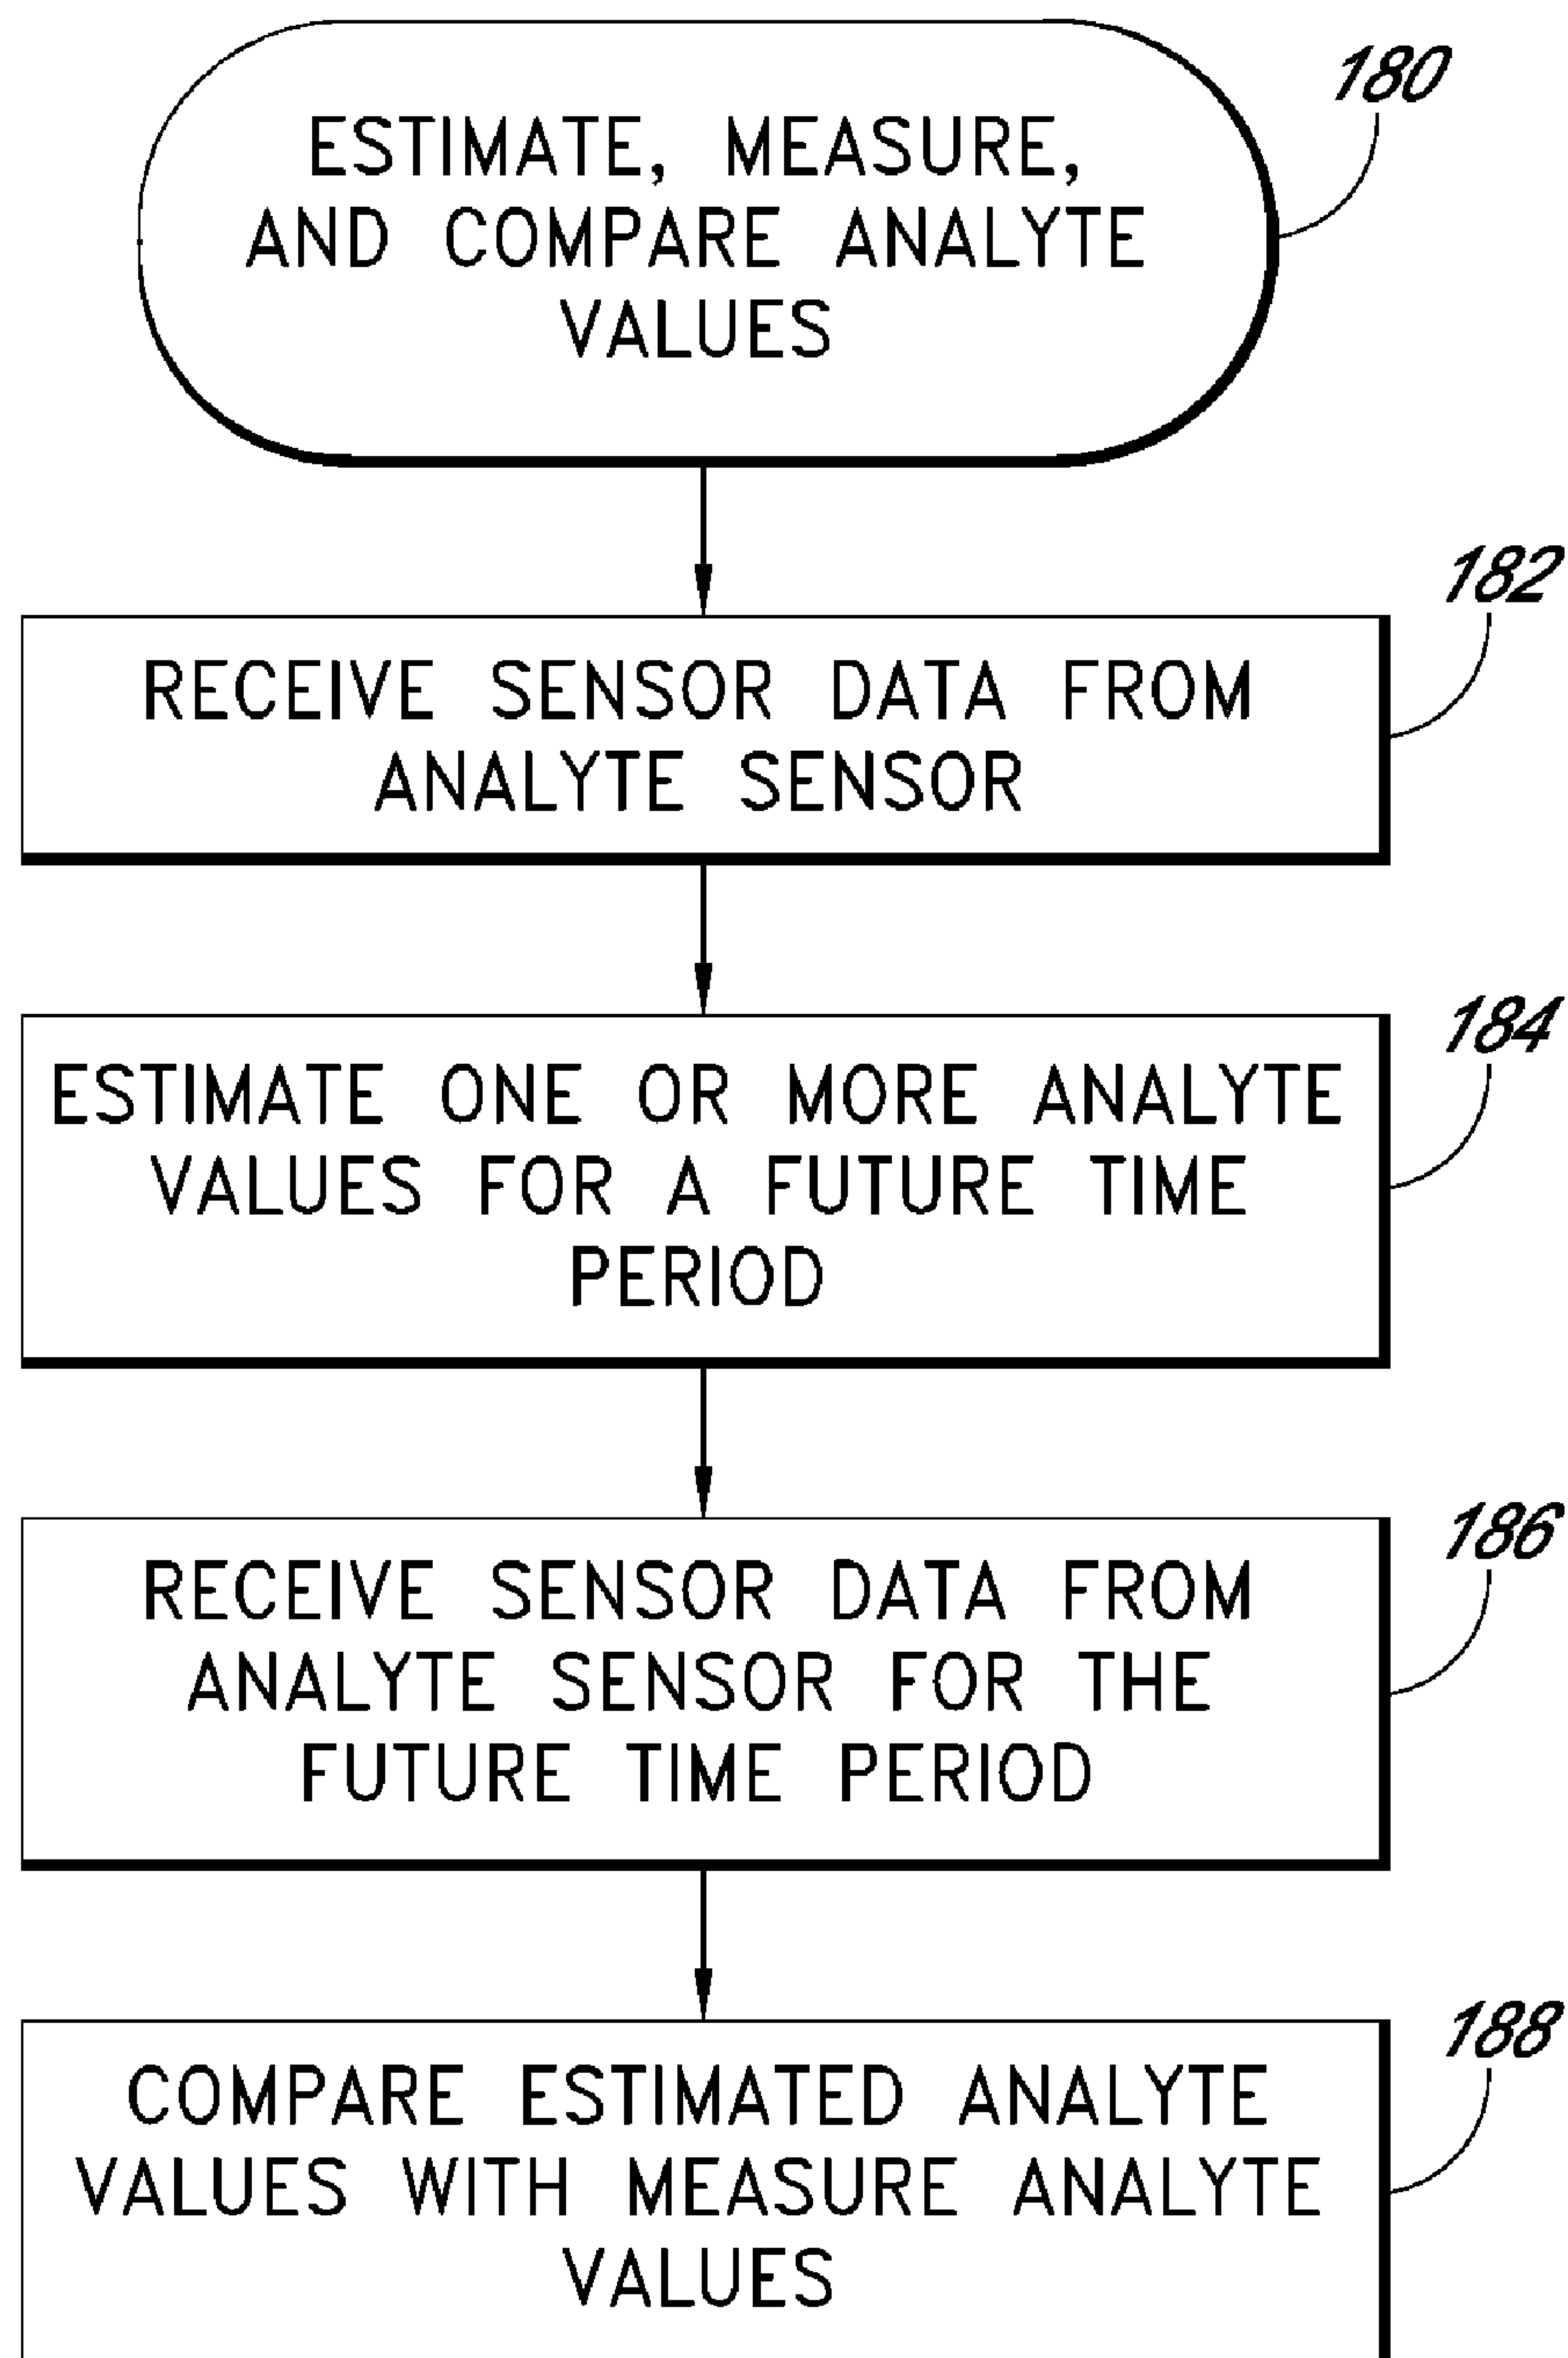 180
ESTIMATE, MEASURE,
AND COMPARE ANALYTE
VALUES
182
RECEIVE SENSOR DATA FROM
ANALYTE SENSOR
184
ESTIMATE ONE OR MORE ANALYTE
VALUES FOR A FUTURE TIME
PERIOD
186
RECEIVE SENSOR DATA FROM
ANALYTE SENSOR FOR THE
FUTURE TIME PERIOD
188
COMPARE ESTIMATED ANALYTE
VALUES WITH MEASURE ANALYTE
VALUES